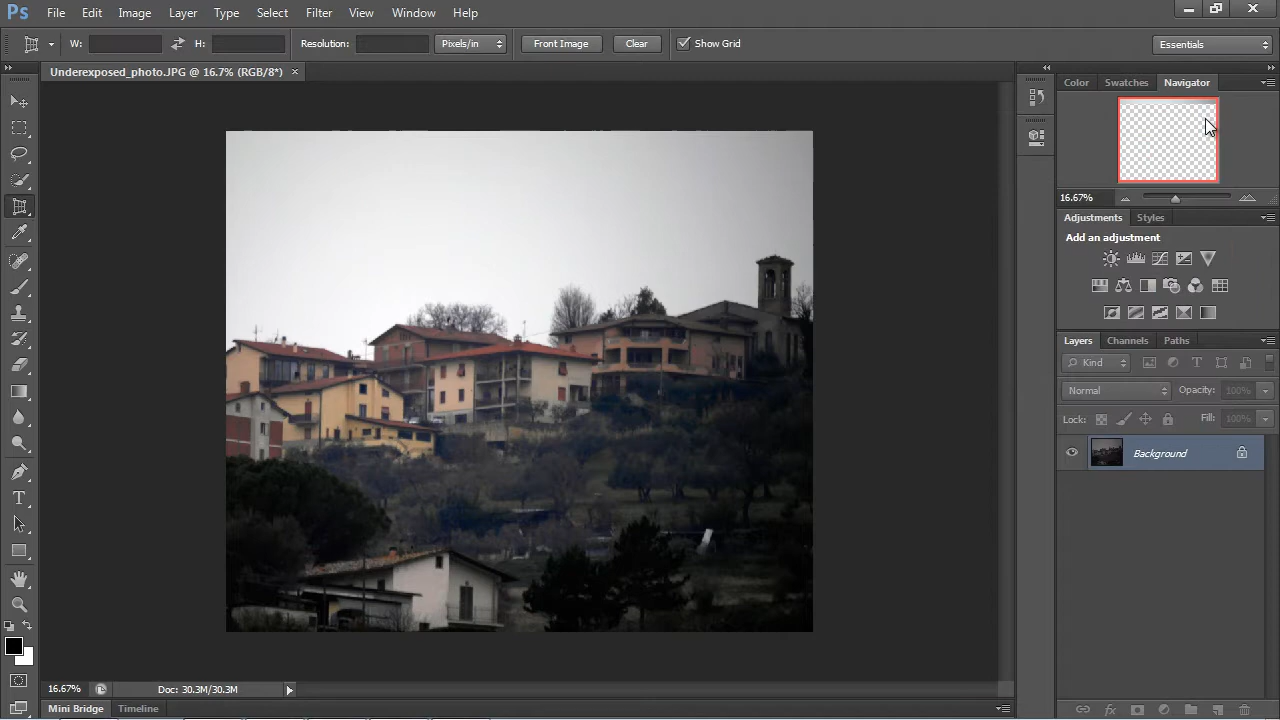 Ps File Edit Image Layer Type Select Filter View Window Help
W: H: Resolution: Pixels/in Front Image Clear Show Grid Essentials
Underexposed_photo.JPG @ 16.7% (RGB/8*) ×
Color Swatches Navigator
16.67%
Adjustments Styles
Add an adjustment
Layers Channels Paths
Kind
Normal Opacity: 100%
Lock: Fill: 100%
Background
16.67% Doc: 30.3M/30.3M
Mini Bridge Timeline